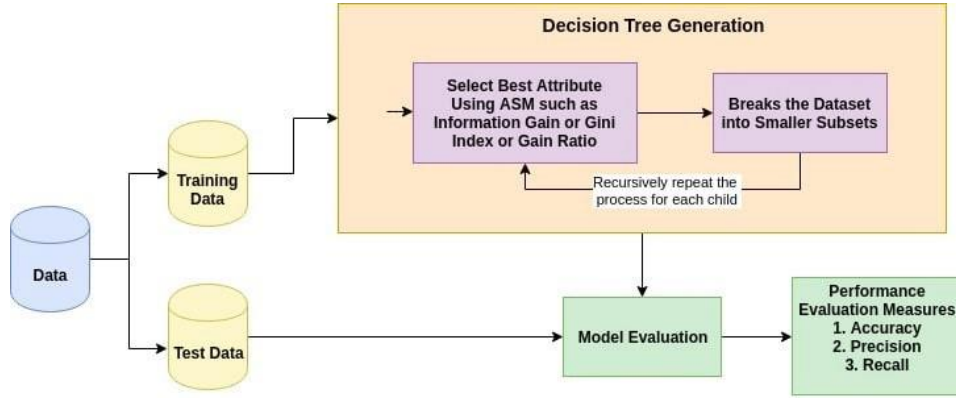 Decision Tree Generation
Select Best Attribute
Using ASM such as
Information Gain or Gini
Index or Gain Ratio
Breaks the Dataset
into Smaller Subsets
Recursively repeat the
process for each child
Training
Data
Data
Test Data
Model Evaluation
Performance
Evaluation Measures
1. Accuracy
2. Precision
3. Recall